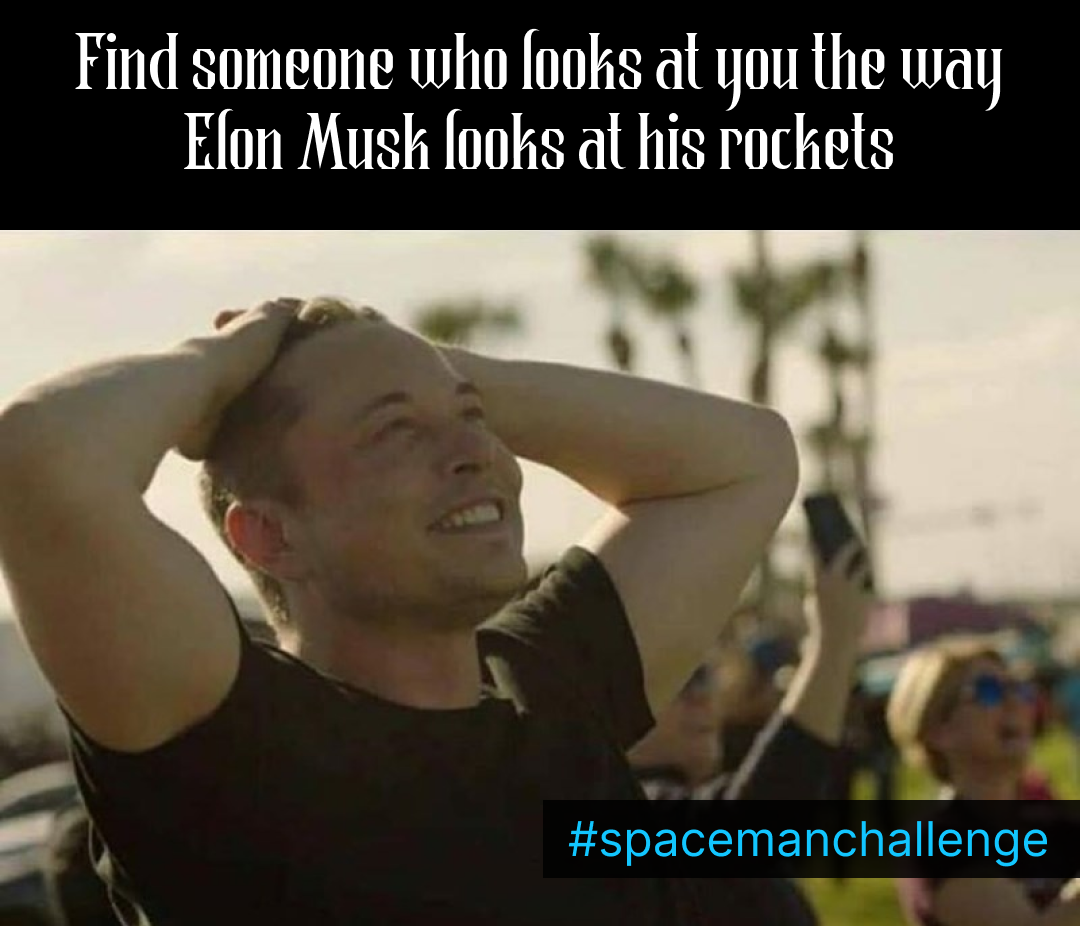 Find someone who looks at you the way
Elon Musk looks at his rockets
#spacemanchallenge